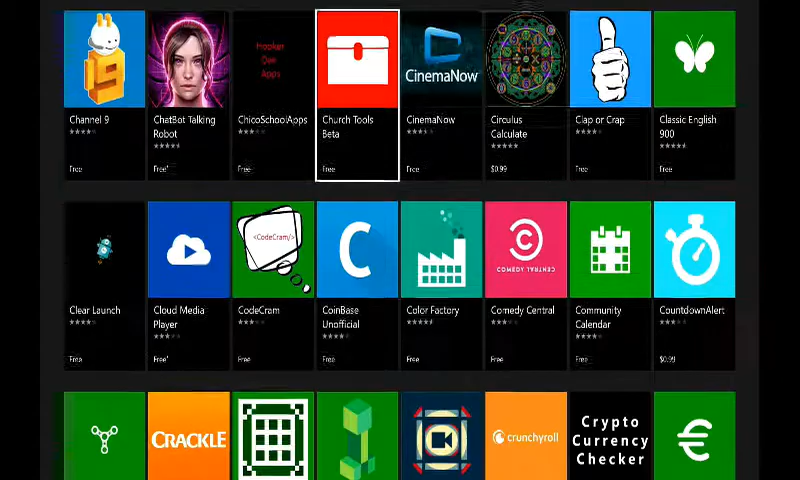 Hooker
Dev
Apps
CinemaNow
Channel 9
ChatBot Talking
Robot
ChicoSchoolApps
Church Tools
Beta
CinemaNow
Circulus
Calculate
Clap or Crap
Classic English
900
Free
Free*
Free
Free
Free
$0.99
Free
Free
<CodeCram/>
C
COMEDY CENTRAL
Clear Launch
Cloud Media
Player
CodeCram
CoinBase
Unofficial
Color Factory
Comedy Central
Community
Calendar
CountdownAlert
Free
Free*
Free
Free
Free
Free
Free
$0.99
CRACKLE
crunchyroll
Crypto
Currency
Checker
€